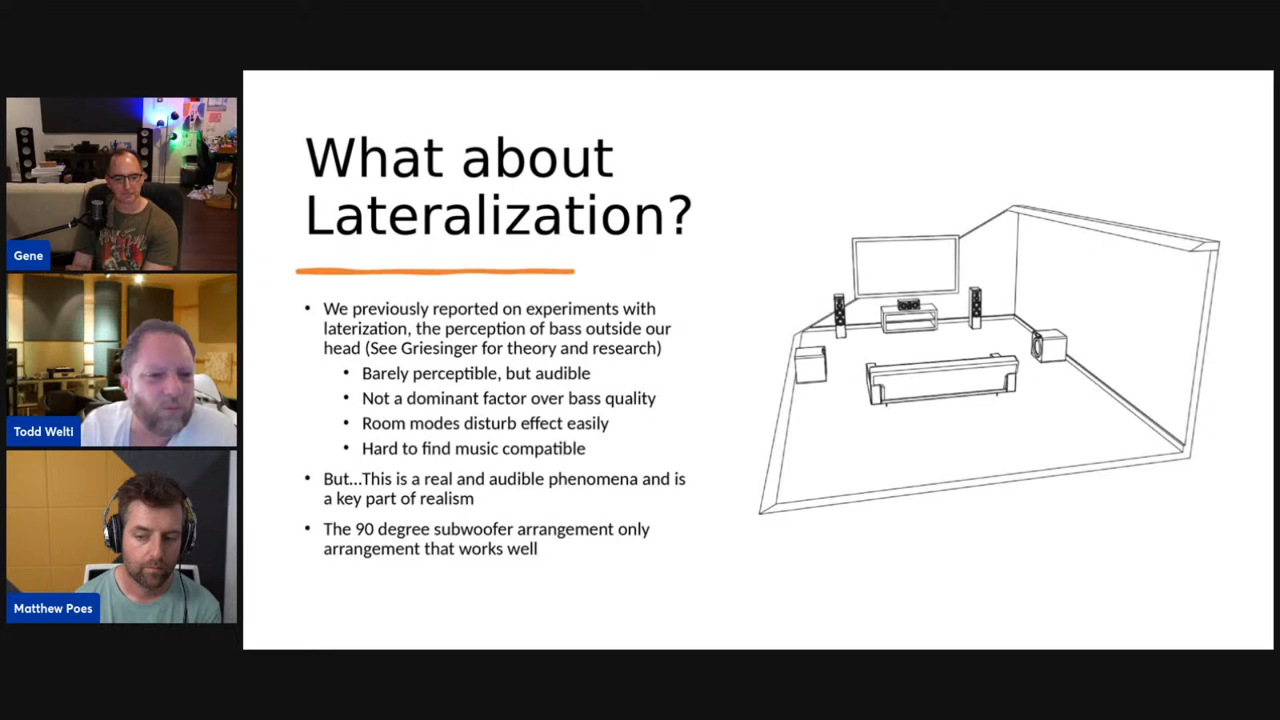 Gene
Todd Welti
Matthew Poes
What about
Lateralization?
• We previously reported on experiments with
laterization, the perception of bass outside our
head (See Griesinger for theory and research)
• Barely perceptible, but audible
• Not a dominant factor over bass quality
• Room modes disturb effect easily
• Hard to find music compatible
• But...This is a real and audible phenomena and is
a key part of realism
• The 90 degree subwoofer arrangement only
arrangement that works well